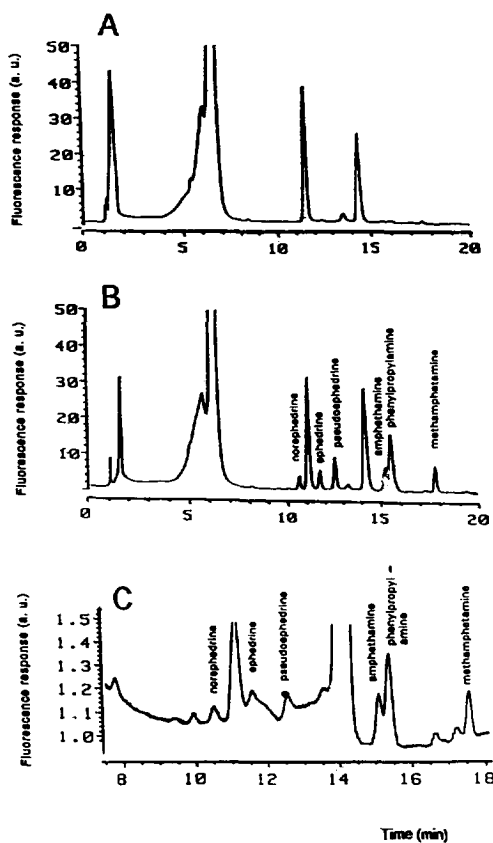 A
Fluorescence response (a. u.)
50
40
30
20
10
0
5
10
15
20
B
Fluorescence response (a. u.)
50
40
30
20
10
norephedrine
ephedrine
pseudoephedrine
amphethamine
phenylpropylamine
methamphetamine
0
5
10
15
20
C
Fluorescence response (a. u.)
1.5
1.4
1.3
1.2
1.1
1.0
norephedrine
ephedrine
pseudoephedrine
amphethamine
phenylpropyl-
amine
methamphetamine
8
10
12
14
16
18
Time (min)